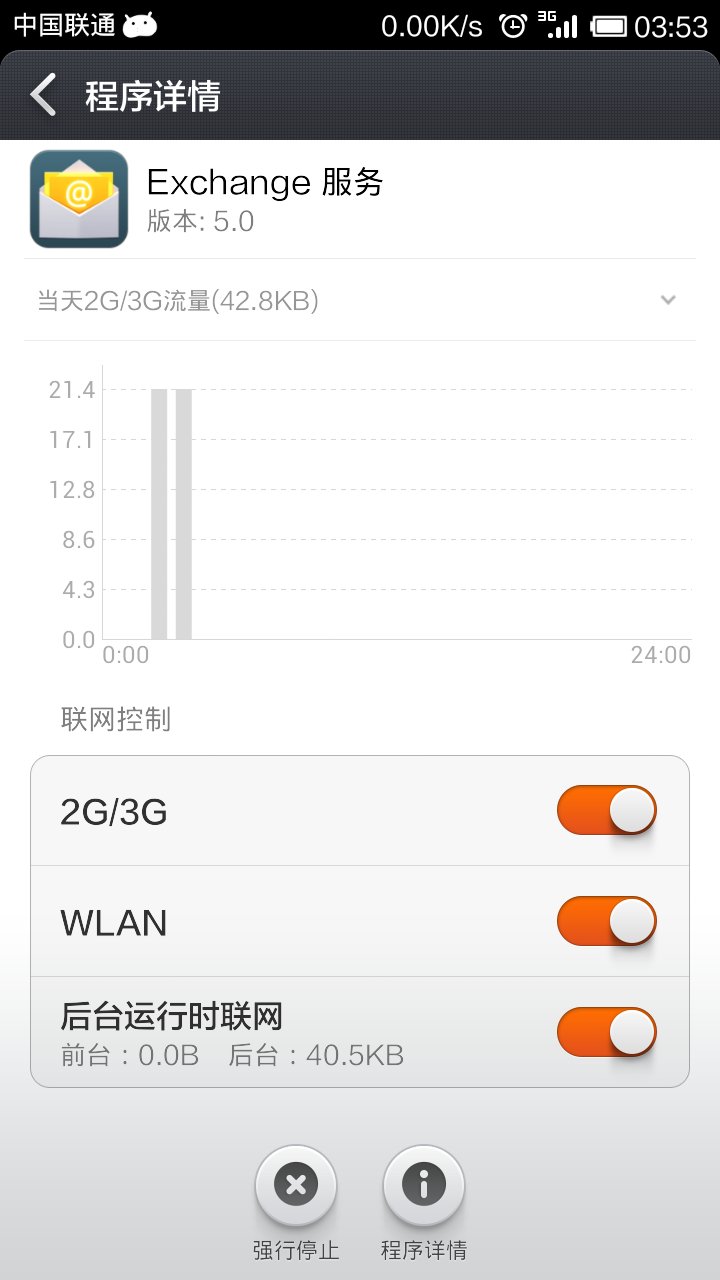 中国联通 0.00K/s 3G 03:53
程序详情
Exchange 服务
版本: 5.0
当天2G/3G流量(42.8KB)
21.4
17.1
12.8
8.6
4.3
0.0
0:00 24:00
联网控制
2G/3G
WLAN
后台运行时联网
前台：0.0B 后台：40.5KB
强行停止 程序详情